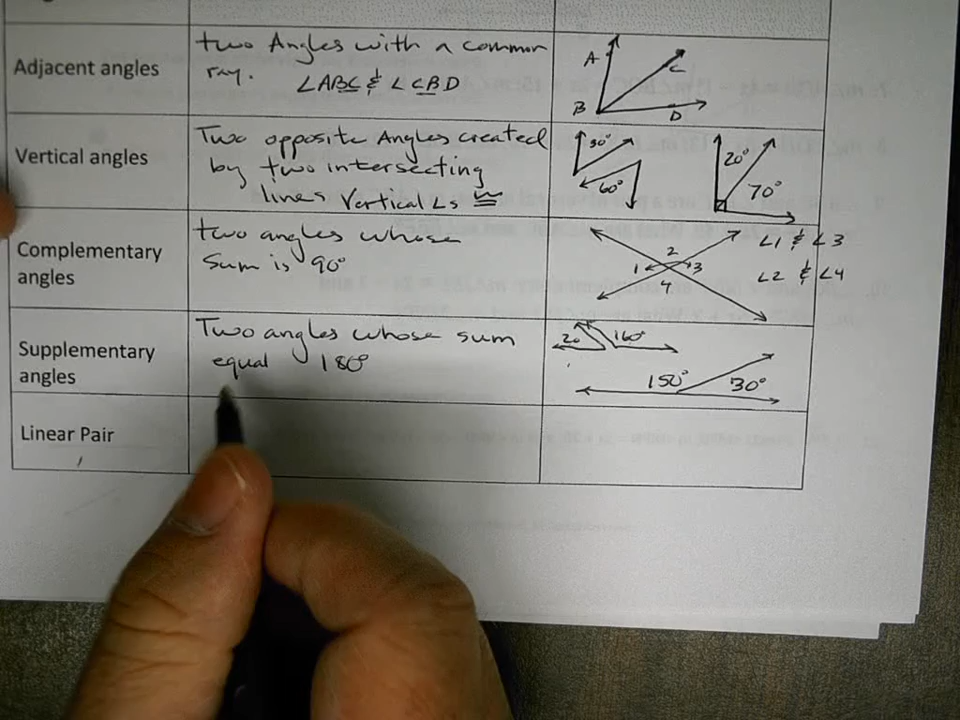 Adjacent angles
two Angles with a common
ray.
∠ABC & ∠CBD
A
C
B
D
Vertical angles
Two opposite Angles created
by two intersecting
lines Vertical ∠s ≅
30°
60°
20°
70°
Complementary
angles
two angles whose
Sum is 90°
2
1
3
4
∠1 & ∠3
∠2 & ∠4
Supplementary
angles
Two angles whose sum
equal 180°
20
160°
150°
30°
Linear Pair